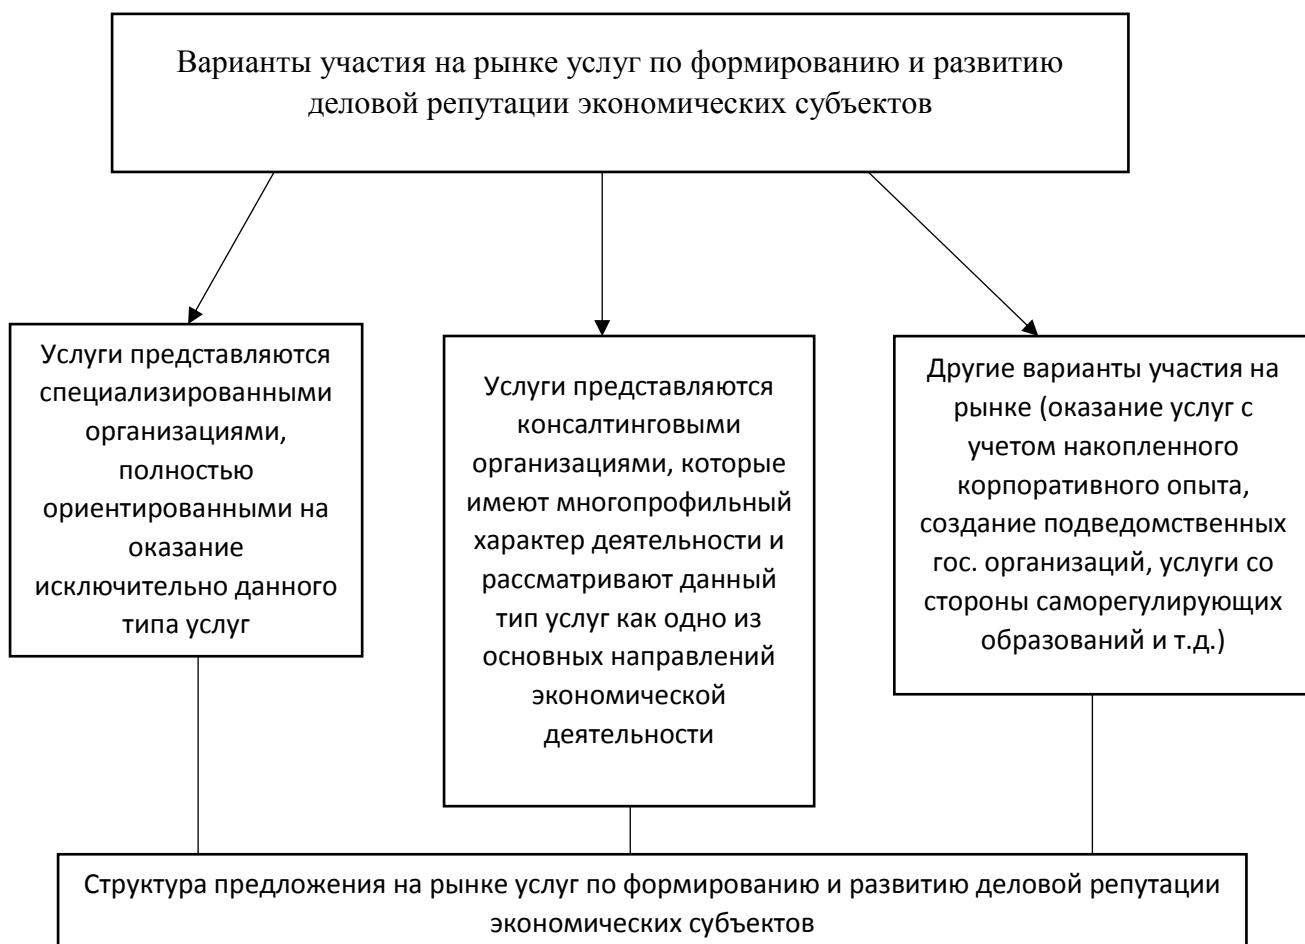 Варианты участия на рынке услуг по формированию и развитию
деловой репутации экономических субъектов
Услуги представляются
специализированными
организациями,
полностью
ориентированными на
оказание
исключительно данного
типа услуг
Услуги представляются
консалтинговыми
организациями, которые
имеют многопрофильный
характер деятельности и
рассматривают данный
тип услуг как одно из
основных направлений
экономической
деятельности
Другие варианты участия на
рынке (оказание услуг с
учетом накопленного
корпоративного опыта,
создание подведомственных
гос. организаций, услуги со
стороны саморегулирующих
образований и т.д.)
Структура предложения на рынке услуг по формированию и развитию деловой репутации
экономических субъектов